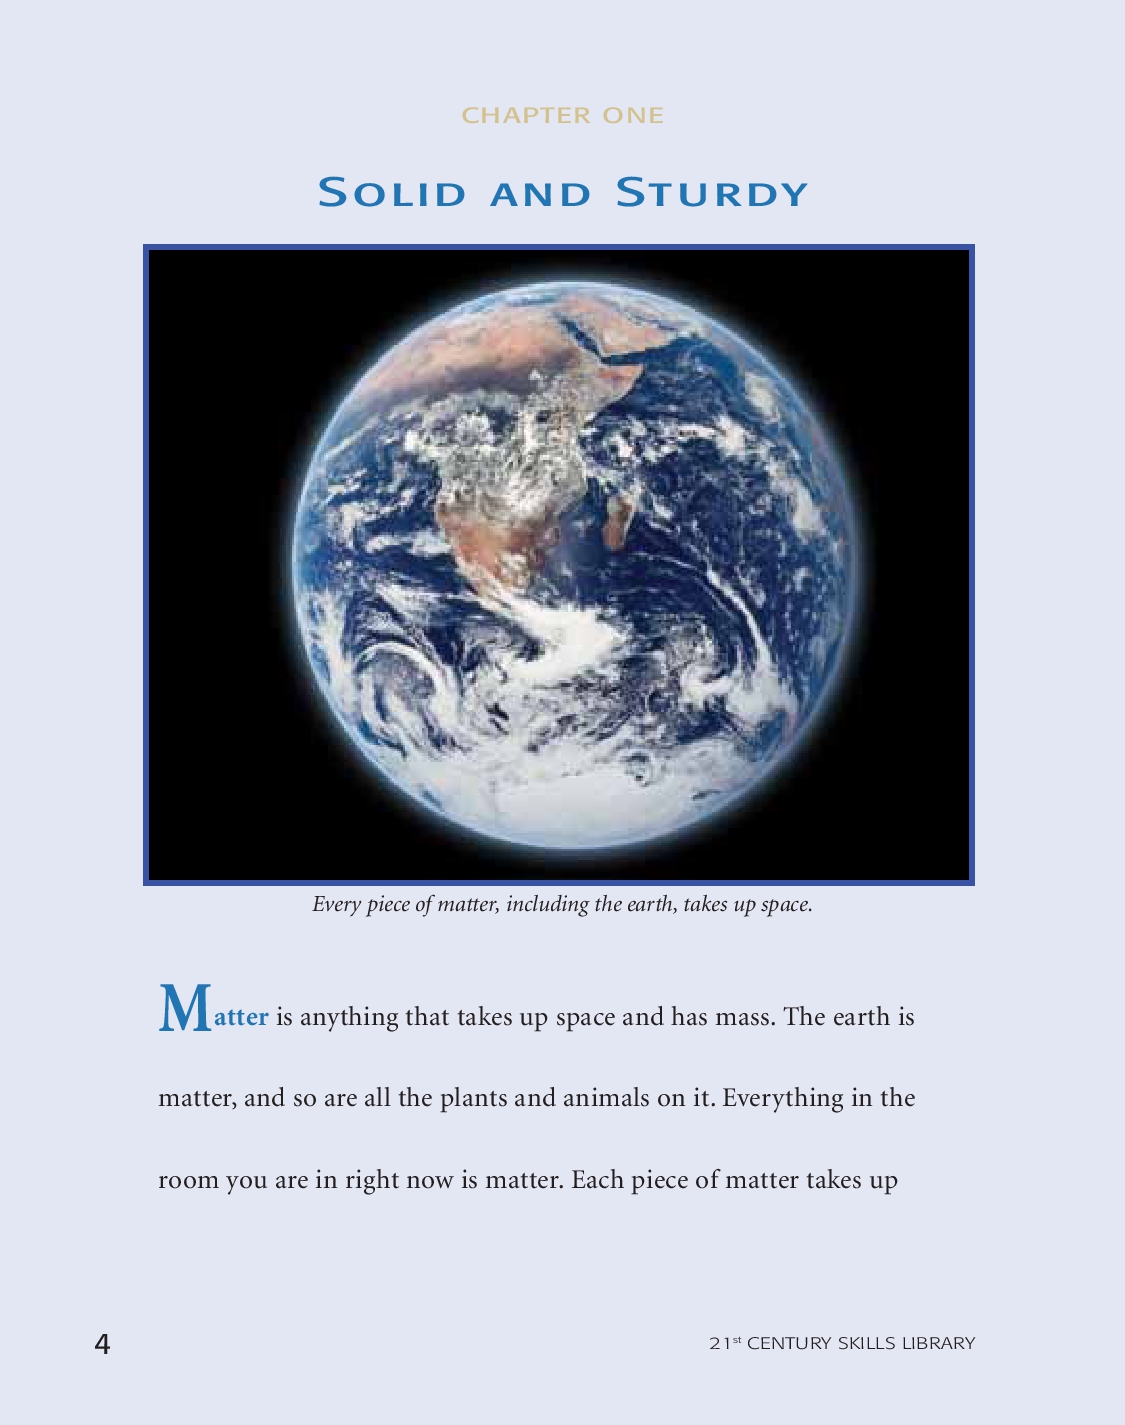 CHAPTER ONE
SOLID AND STURDY
Every piece of matter, including the earth, takes up space.
Matter is anything that takes up space and has mass. The earth is
matter, and so are all the plants and animals on it. Everything in the
room you are in right now is matter. Each piece of matter takes up
4
21st CENTURY SKILLS LIBRARY